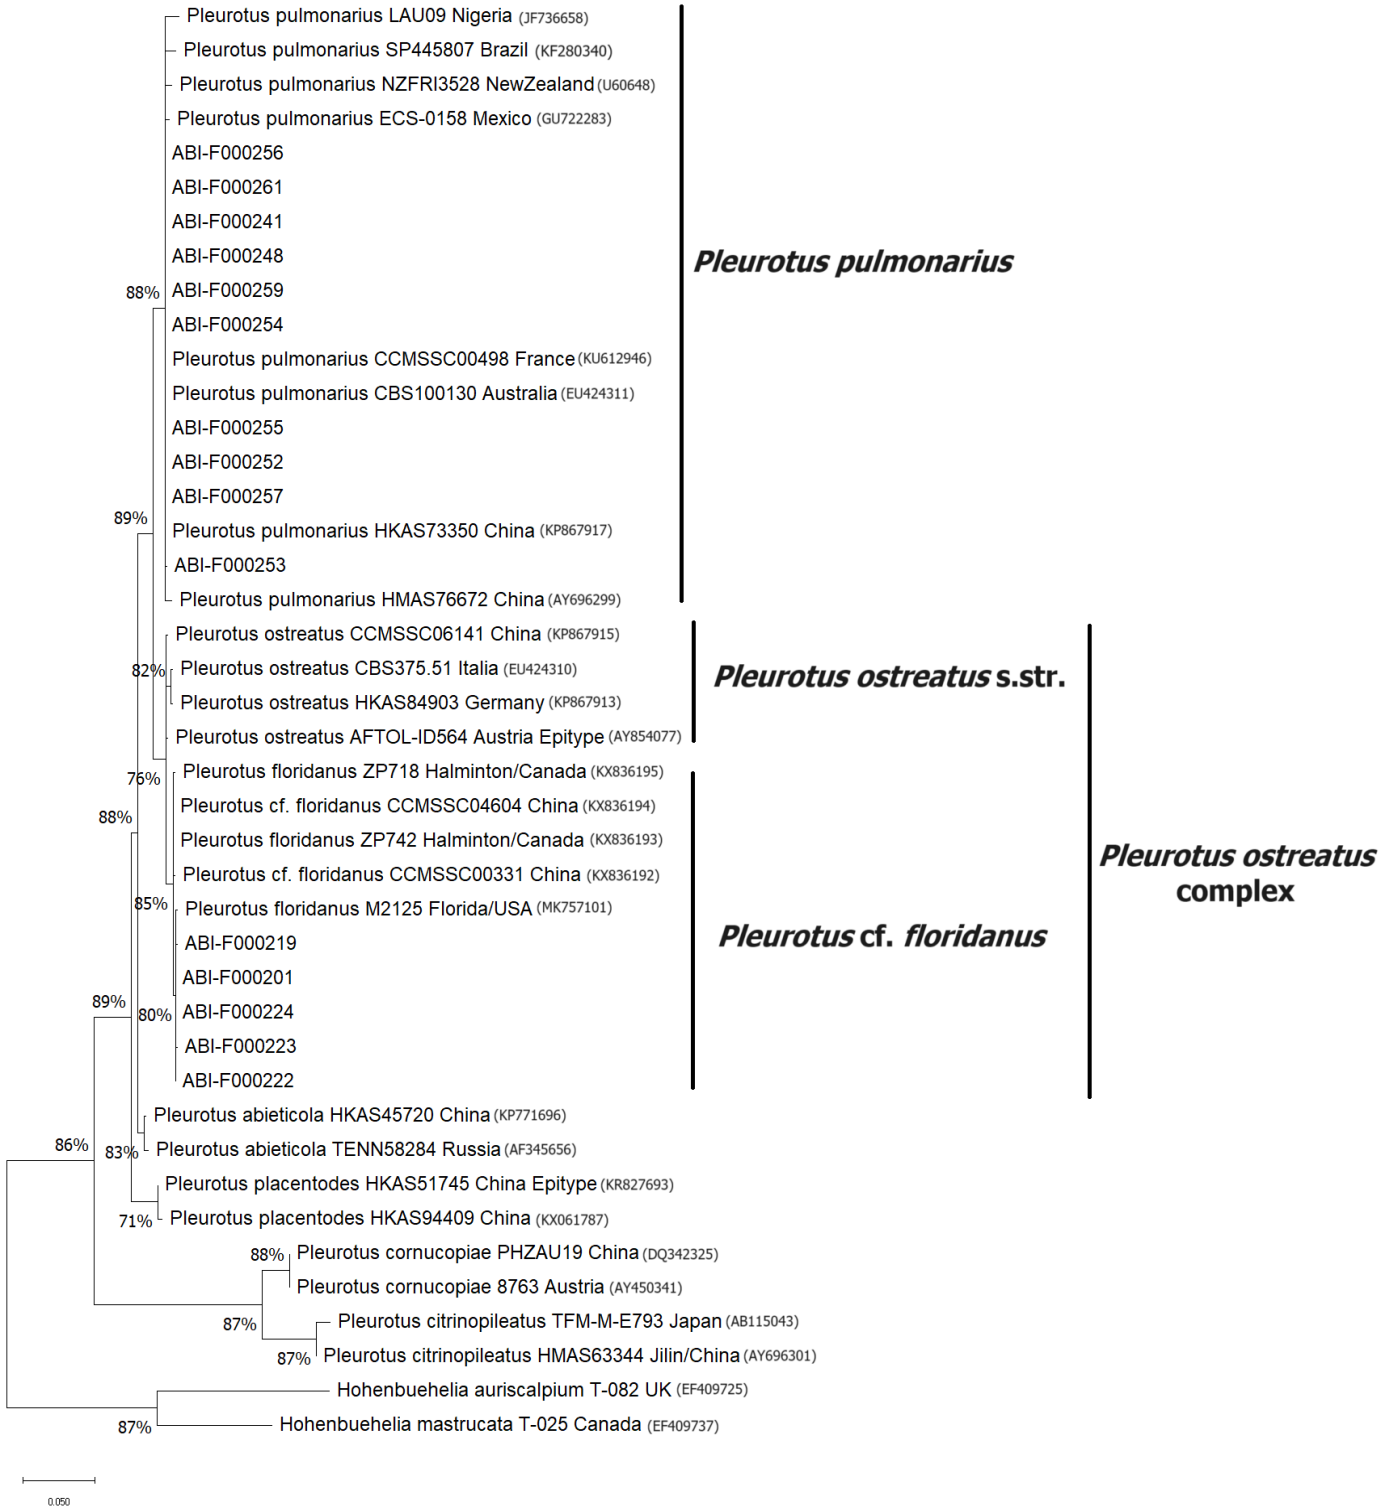 Pleurotus pulmonarius LAU09 Nigeria (JF736658)
Pleurotus pulmonarius SP445807 Brazil (KF280340)
Pleurotus pulmonarius NZFRI3528 NewZealand (U60648)
Pleurotus pulmonarius ECS-0158 Mexico (GU722283)
ABI-F000256
ABI-F000261
ABI-F000241
ABI-F000248
Pleurotus pulmonarius
ABI-F000259
88%
ABI-F000254
Pleurotus pulmonarius CCMSSC00498 France (KU612946)
Pleurotus pulmonarius CBS100130 Australia (EU424311)
ABI-F000255
ABI-F000252
ABI-F000257
89%
Pleurotus pulmonarius HKAS73350 China (KP867917)
ABI-F000253
Pleurotus pulmonarius HMAS76672 China (AY696299)
Pleurotus ostreatus CCMSSC06141 China (KP867915)
82%
Pleurotus ostreatus CBS375.51 Italia (EU424310)
Pleurotus ostreatus s.str.
Pleurotus ostreatus HKAS84903 Germany (KP867913)
Pleurotus ostreatus AFTOL-ID564 Austria Epitype (AY854077)
76%
Pleurotus floridanus ZP718 Halminton/Canada (KX836195)
Pleurotus cf. floridanus CCMSSC04604 China (KX836194)
88%
Pleurotus floridanus ZP742 Halminton/Canada (KX836193)
Pleurotus ostreatus
complex
Pleurotus cf. floridanus CCMSSC00331 China (KX836192)
85%
Pleurotus floridanus M2125 Florida/USA (MK757101)
Pleurotus cf. floridanus
ABI-F000219
ABI-F000201
89%
80%
ABI-F000224
ABI-F000223
ABI-F000222
Pleurotus abieticola HKAS45720 China (KP771696)
86%
83%
Pleurotus abieticola TENN58284 Russia (AF345656)
Pleurotus placentodes HKAS51745 China Epitype (KR827693)
71%
Pleurotus placentodes HKAS94409 China (KX061787)
88%
Pleurotus cornucopiae PHZAU19 China (DQ342325)
Pleurotus cornucopiae 8763 Austria (AY450341)
87%
Pleurotus citrinopileatus TFM-M-E793 Japan (AB115043)
87%
Pleurotus citrinopileatus HMAS63344 Jilin/China (AY696301)
Hohenbuehelia auriscalpium T-082 UK (EF409725)
87%
Hohenbuehelia mastrucata T-025 Canada (EF409737)
0.050